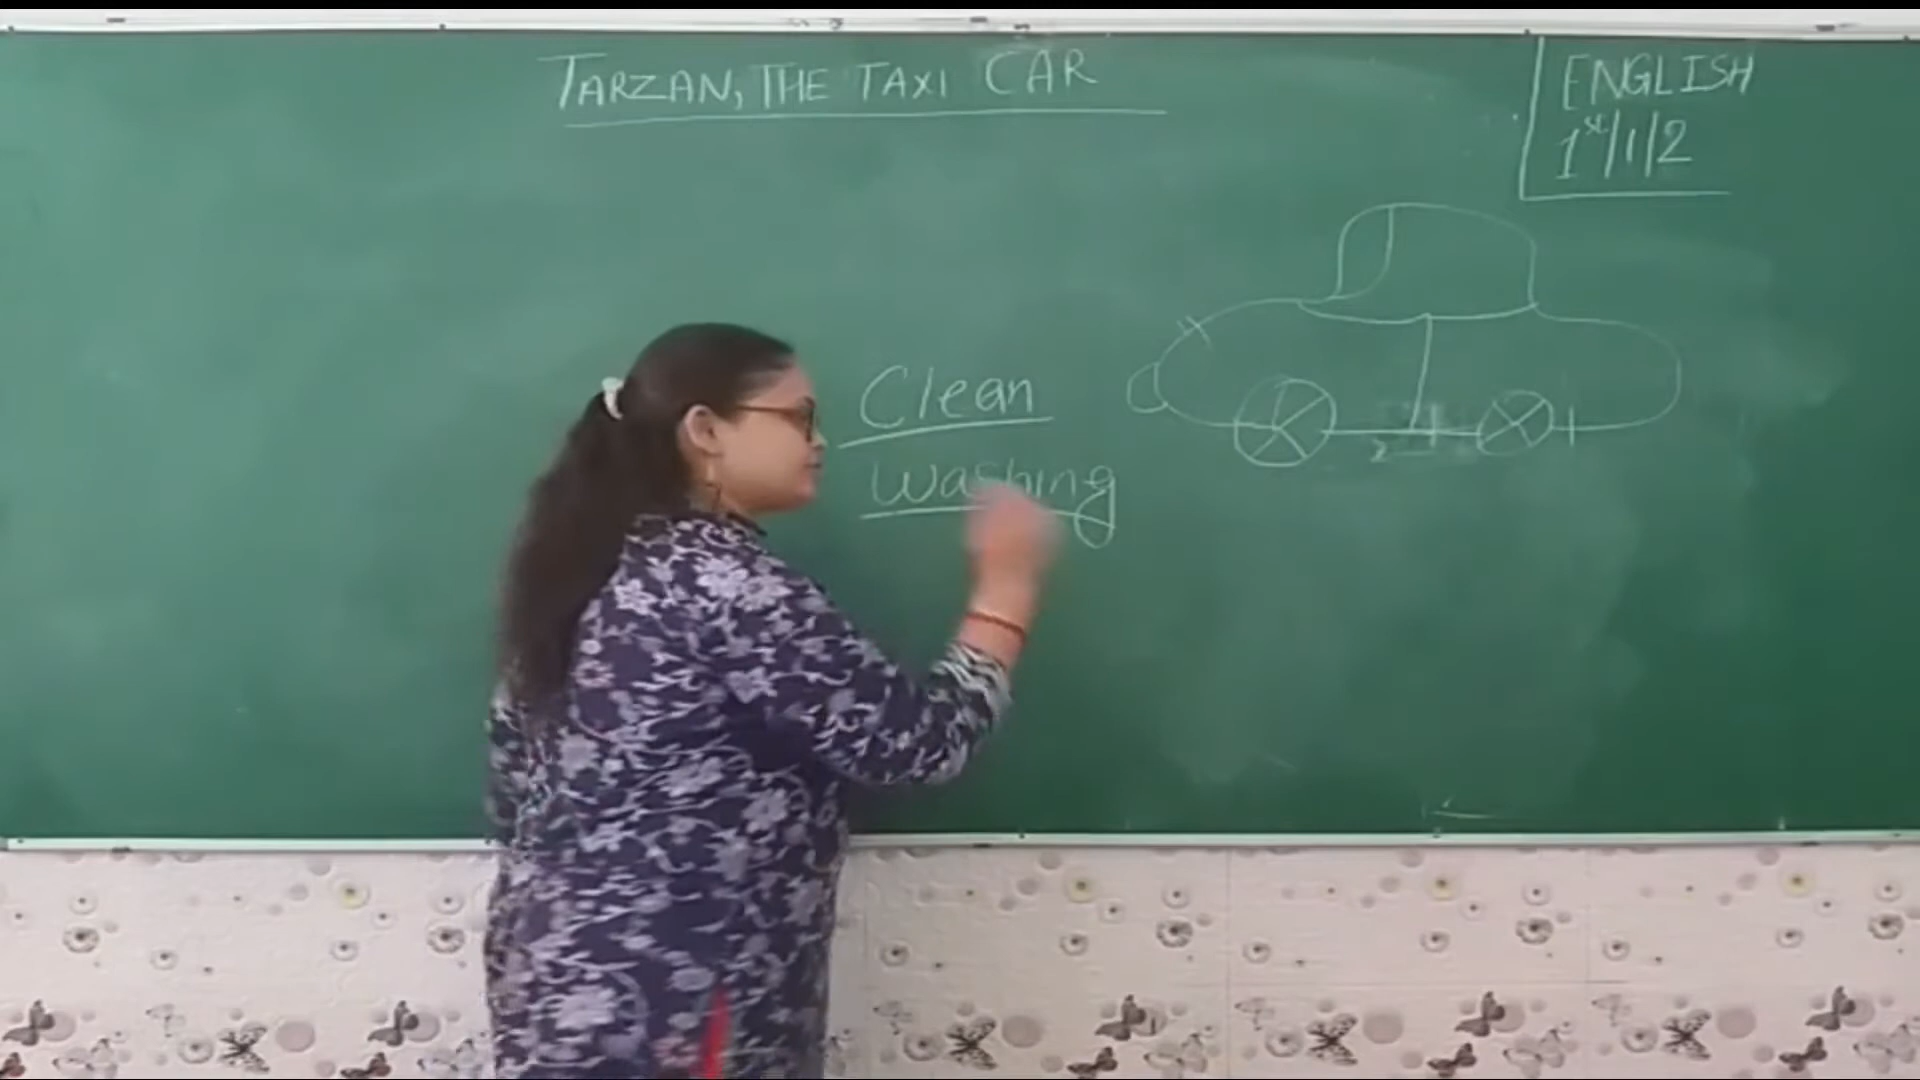 TARZAN, THE TAXI CAR
ENGLISH
1st/1/2
Clean
Washing